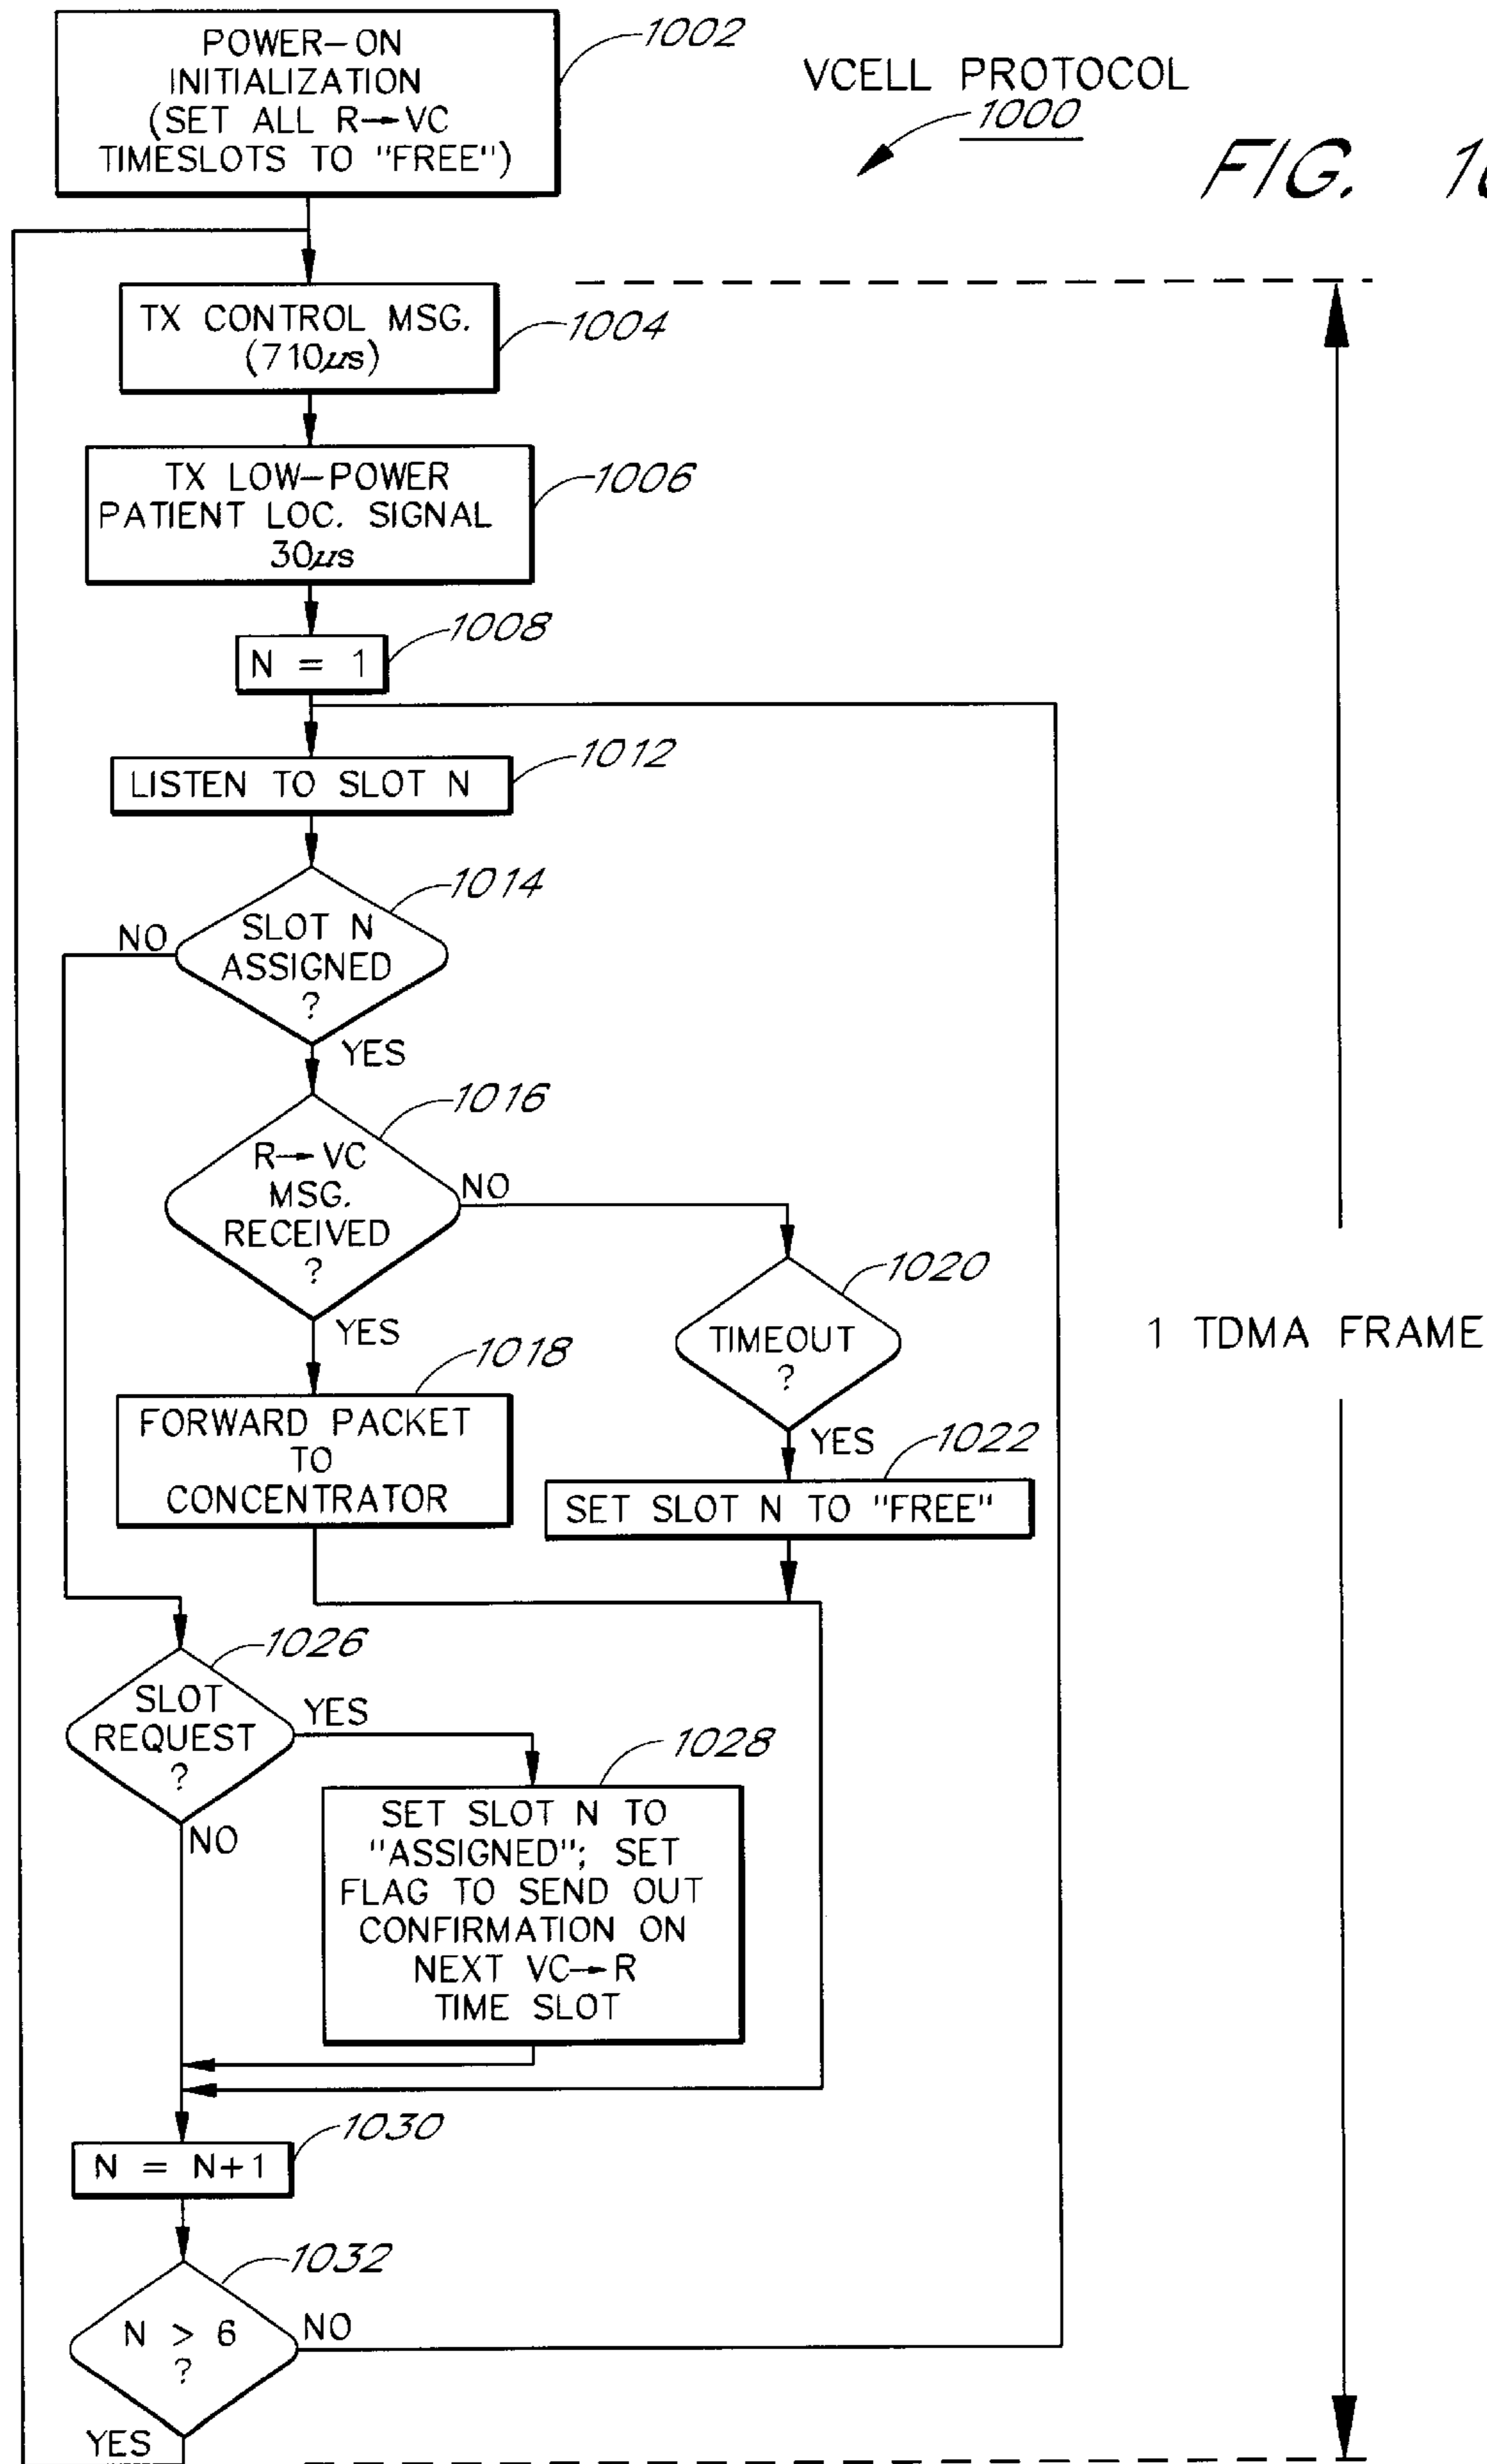 POWER-ON
INITIALIZATION
(SET ALL R→VC
TIMESLOTS TO "FREE")
1002
VCELL PROTOCOL
1000
FIG.
TX CONTROL MSG.
(710µs)
1004
TX LOW-POWER
PATIENT LOC. SIGNAL
30µs
1006
N = 1
1008
LISTEN TO SLOT N
1012
SLOT N
ASSIGNED
?
1014
NO
YES
R→VC
MSG.
RECEIVED
?
1016
NO
YES
TIMEOUT
?
1020
YES
1 TDMA FRAME
FORWARD PACKET
TO
CONCENTRATOR
1018
SET SLOT N TO "FREE"
1022
SLOT
REQUEST
?
1026
YES
NO
SET SLOT N TO
"ASSIGNED"; SET
FLAG TO SEND OUT
CONFIRMATION ON
NEXT VC→R
TIME SLOT
1028
N = N+1
1030
N > 6
?
1032
NO
YES